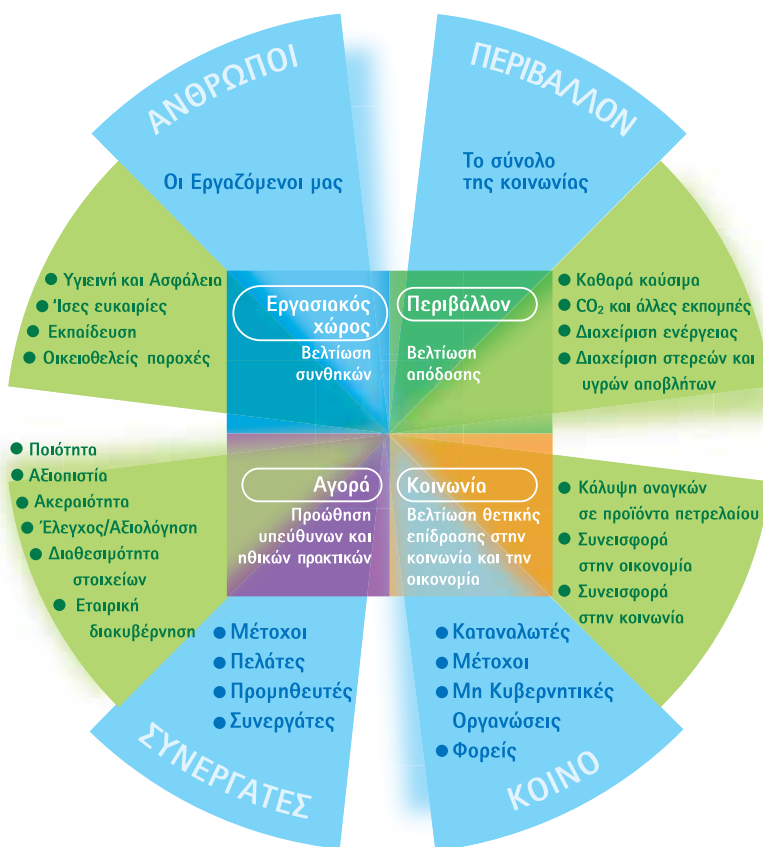 ΑΝΘΡΩΠΟΙ
Οι Εργαζόμενοι μας
● Υγιεινή και Ασφάλεια
● Ίσες ευκαιρίες
● Εκπαίδευση
● Οικειοθελείς παροχές
Εργασιακός
χώρος
Βελτίωση
συνθηκών
ΠΕΡΙΒΑΛΛΟΝ
Το σύνολο
της κοινωνίας
Περιβάλλον
Βελτίωση
απόδοσης
● Καθαρά καύσιμα
● CO₂ και άλλες εκπομπές
● Διαχείριση ενέργειας
● Διαχείριση στερεών και
υγρών αποβλήτων
● Ποιότητα
● Αξιοπιστία
● Ακεραιότητα
● Έλεγχος/Αξιολόγηση
● Διαθεσιμότητα
στοιχείων
● Εταιρική
διακυβέρνηση
Αγορά
Προώθηση
υπεύθυνων και
ηθικών πρακτικών
● Μέτοχοι
● Πελάτες
● Προμηθευτές
● Συνεργάτες
ΣΥΝΕΡΓΑΤΕΣ
Κοινωνία
Βελτίωση θετικής
επίδρασης στην
κοινωνία και την
οικονομία
● Κάλυψη αναγκών
σε προϊόντα πετρελαίου
● Συνεισφορά
στην οικονομία
● Συνεισφορά
στην κοινωνία
● Καταναλωτές
● Μέτοχοι
● Μη Κυβερνητικές
Οργανώσεις
● Φορείς
ΚΟΙΝΟ